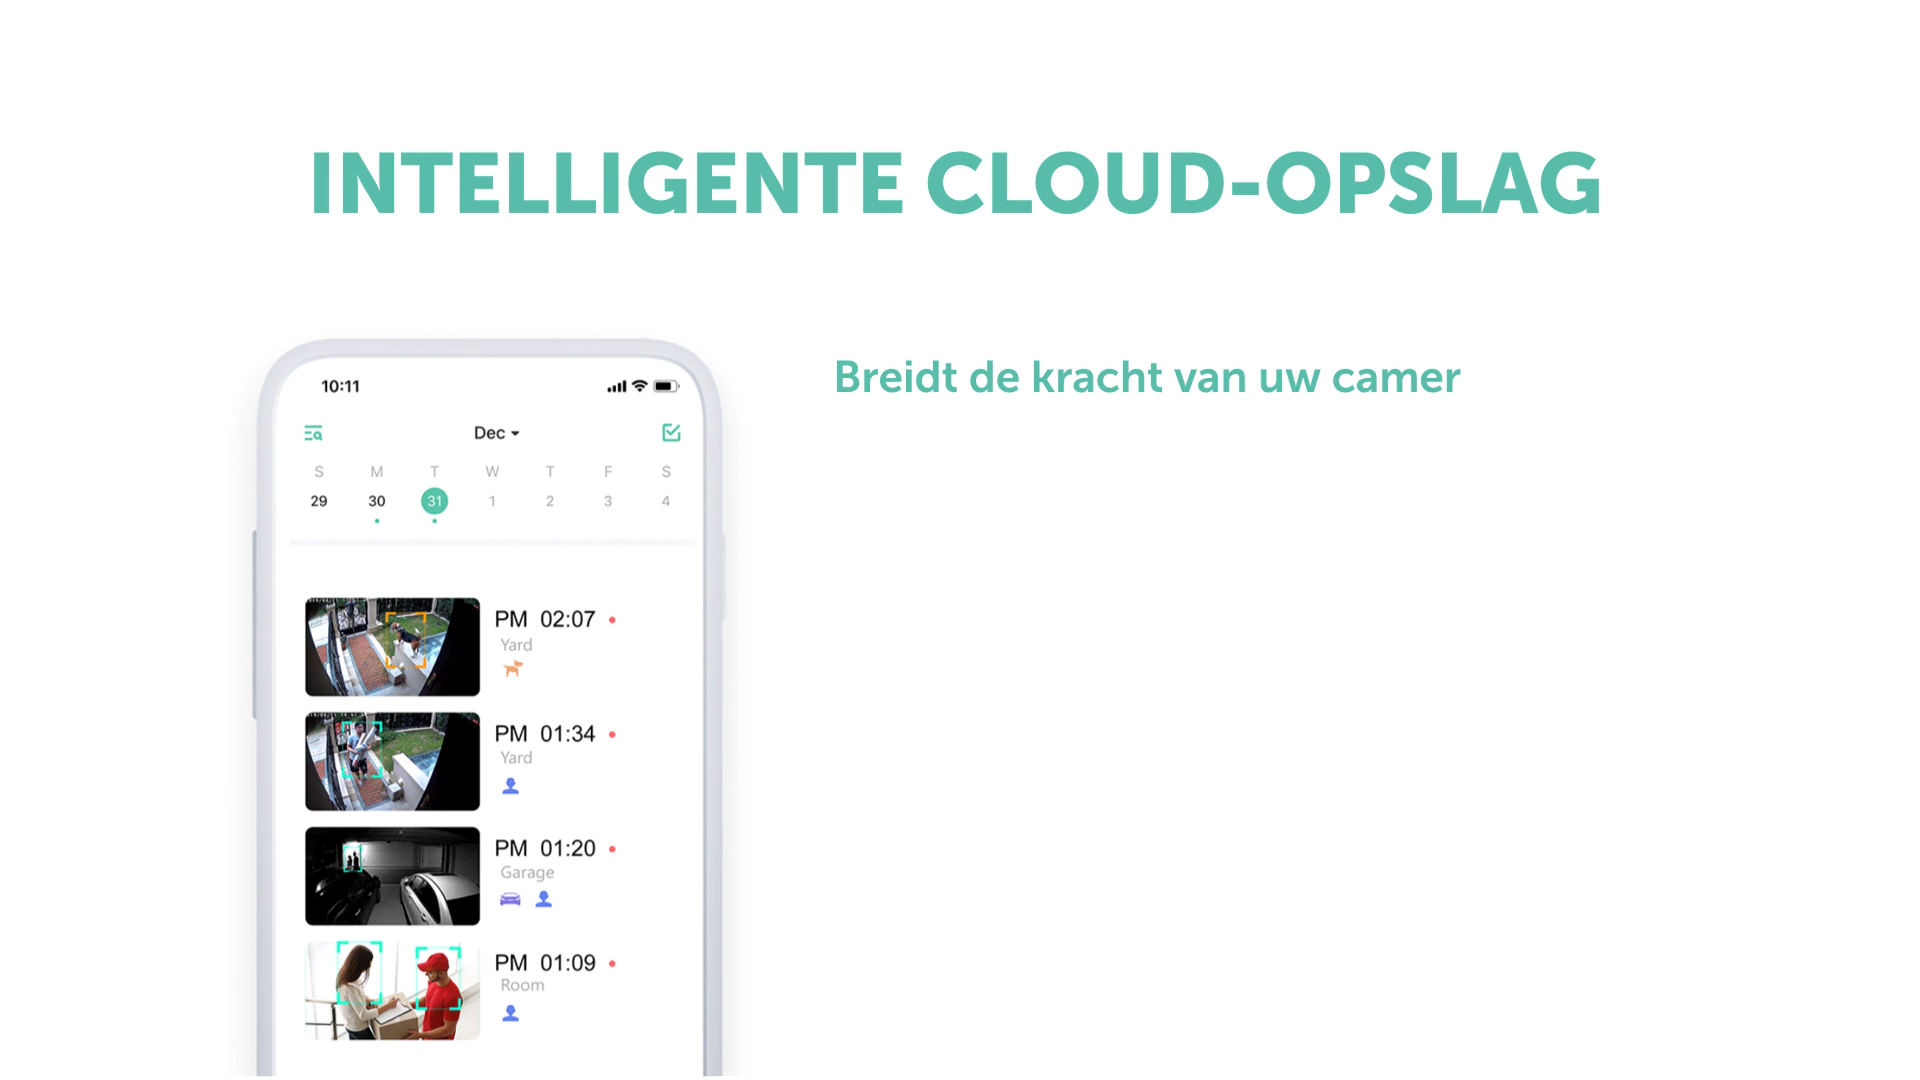 INTELLIGENTE CLOUD-OPSLAG
Breidt de kracht van uw camer
10:11
Dec
S M T W T F S
29 30 31 1 2 3 4
PM 02:07
Yard
PM 01:34
Yard
PM 01:20
Garage
PM 01:09
Room